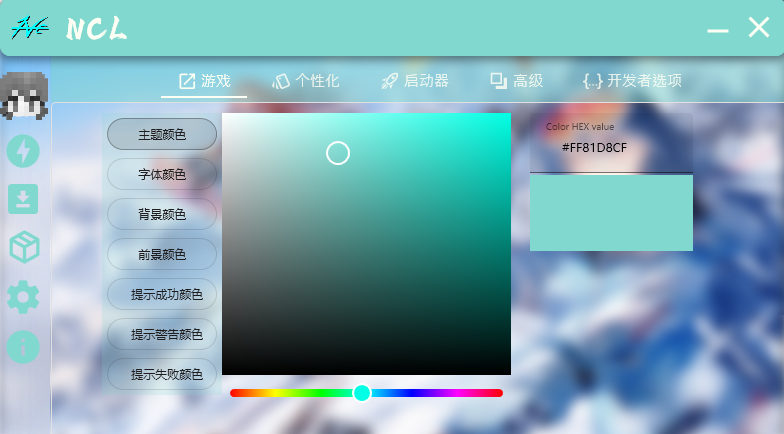 NCL
游戏
个性化
启动器
高级
{..} 开发者选项
主题颜色
字体颜色
背景颜色
前景颜色
提示成功颜色
提示警告颜色
提示失败颜色
Color HEX value
#FF81D8CF